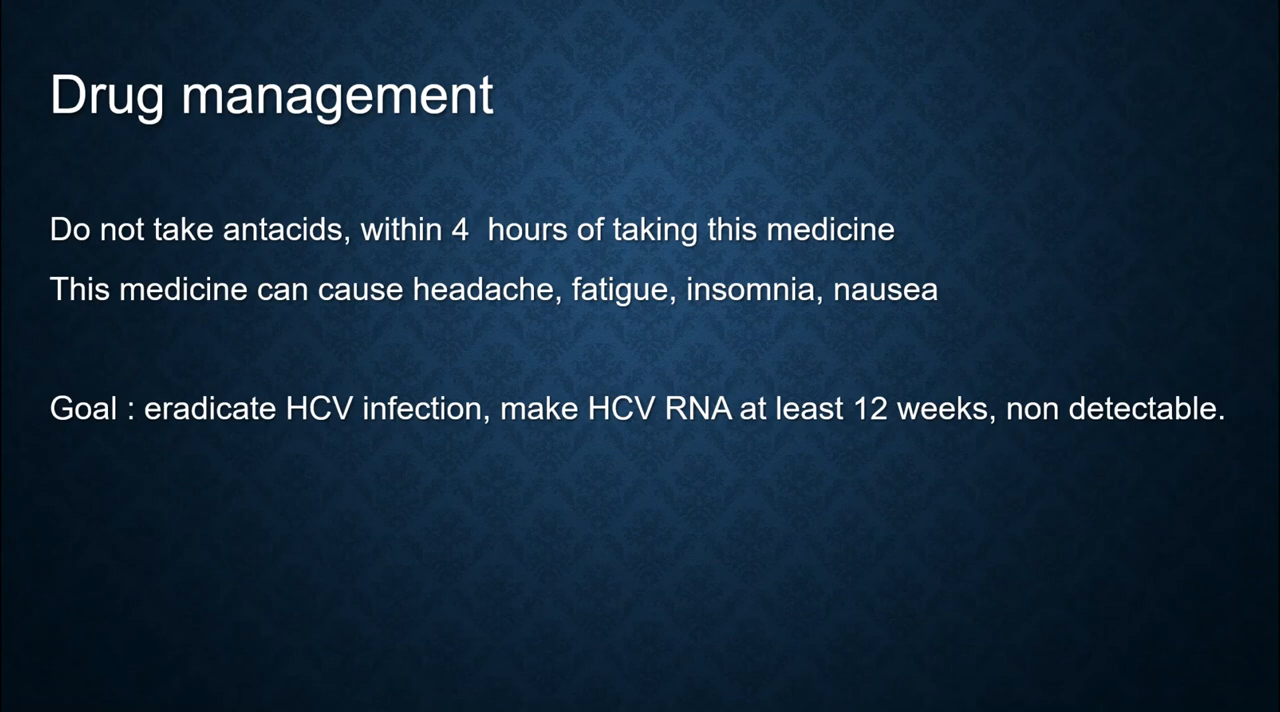 Drug management
Do not take antacids, within 4  hours of taking this medicine
This medicine can cause headache, fatigue, insomnia, nausea
Goal : eradicate HCV infection, make HCV RNA at least 12 weeks, non detectable.